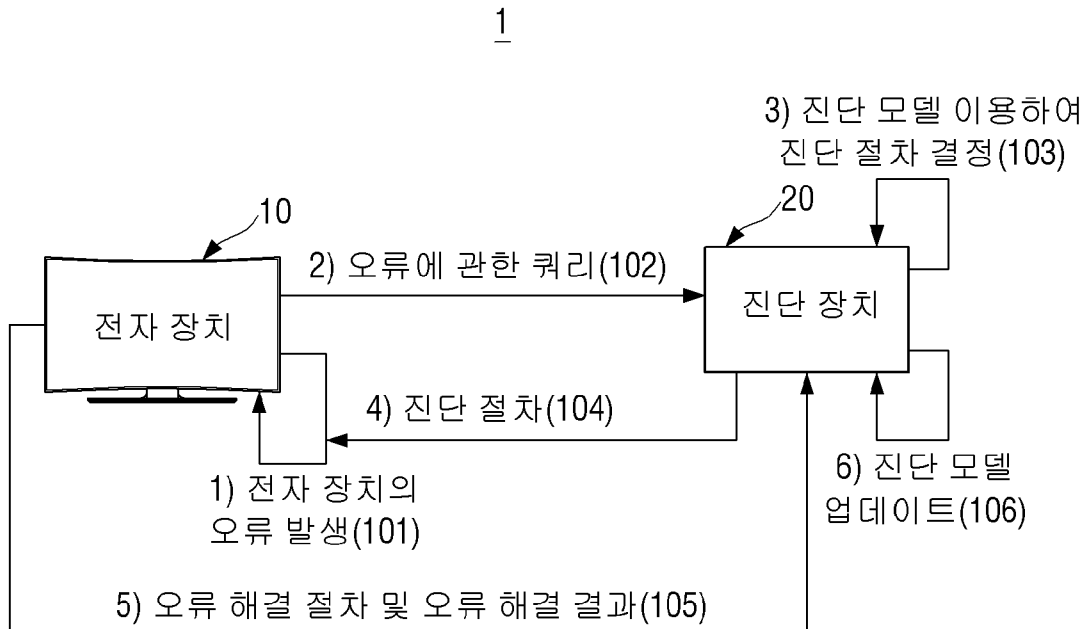 1
3) 진단 모델 이용하여
진단 절차 결정(103)
10
20
2) 오류에 관한 쿼리(102)
전자 장치
진단 장치
4) 진단 절차(104)
1) 전자 장치의
오류 발생(101)
6) 진단 모델
업데이트(106)
5) 오류 해결 절차 및 오류 해결 결과(105)